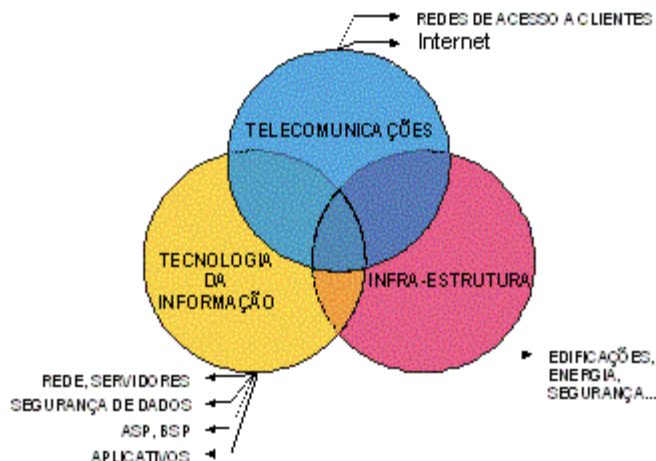 REDES DE ACESSO A CLIENTES
Internet
TELECOMUNICAÇÕES
TECNOLOGIA
DA
INFORMAÇÃO
INFRA-ESTRUTURA
EDIFICAÇÕES,
ENERGIA,
SEGURANÇA...
REDE, SERVIDORES
SEGURANÇA DE DADOS
ASP, BSP
APLICATIVOS